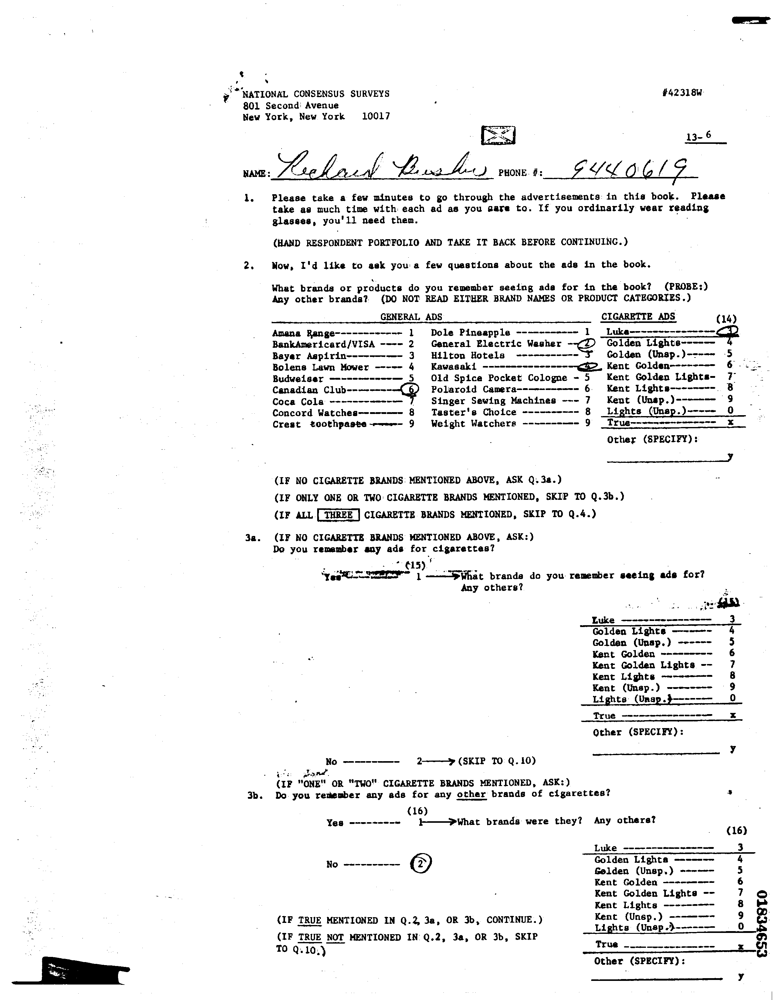 NATIONAL CONSENSUS SURVEYS #42318W
801 Second Avenue
New York, New York 10017
13-6
NAME: Richard PHONE #: 9440619
1. Please take a few minutes to go through the advertisements in this book. Please
take as much time with each ad as you care to. If you ordinarily wear reading
glasses, you'll need them.
(HAND RESPONDENT PORTFOLIO AND TAKE IT BACK BEFORE CONTINUING.)
2. Now, I'd like to ask you a few questions about the ads in the book.
What brands or products do you remember seeing ads for in the book? (PROBE:)
Any other brands? (DO NOT READ EITHER BRAND NAMES OR PRODUCT CATEGORIES.)
GENERAL ADS CIGARETTE ADS (14)
Amana Range------------ 1 Dole Pineapple ----------- 1 Luke--------------- 3
BankAmericard/VISA ---- 2 General Electric Washer -- 2 Golden Lights------ 4
Bayer Aspirin---------- 3 Hilton Hotels ----------- 3 Golden (Unsp.)----- 5
Bolens Lawn Mower ----- 4 Kawasaki ----------------- 4 Kent Golden-------- 6
Budweiser ------------- 5 Old Spice Pocket Cologne - 5 Kent Golden Lights- 7
Canadian Club---------- 6 Polaroid Camera----------- 6 Kent Lights-------- 8
Coca Cola ------------- 7 Singer Sewing Machines --- 7 Kent (Unsp.)------- 9
Concord Watches-------- 8 Taster's Choice ---------- 8 Lights (Unsp.)----- 0
Crest toothpaste ------ 9 Weight Watchers ---------- 9 True--------------- x
Other (SPECIFY):
y
(IF NO CIGARETTE BRANDS MENTIONED ABOVE, ASK Q.3a.)
(IF ONLY ONE OR TWO CIGARETTE BRANDS MENTIONED, SKIP TO Q.3b.)
(IF ALL THREE CIGARETTE BRANDS MENTIONED, SKIP TO Q.4.)
3a. (IF NO CIGARETTE BRANDS MENTIONED ABOVE, ASK:)
Do you remember any ads for cigarettes?
(15)
Yes 1 What brands do you remember seeing ads for?
Any others?
Luke --------------- 3
Golden Lights ------- 4
Golden (Unsp.) ------ 5
Kent Golden --------- 6
Kent Golden Lights -- 7
Kent Lights --------- 8
Kent (Unsp.) -------- 9
Lights (Unsp.)------- 0
True ---------------- x
Other (SPECIFY):
y
No --------- 2 (SKIP TO Q.10)
(IF "ONE" OR "TWO" CIGARETTE BRANDS MENTIONED, ASK:)
3b. Do you remember any ads for any other brands of cigarettes?
(16)
Yes --------- 1 What brands were they? Any others?
(16)
Luke ---------------- 3
Golden Lights ------- 4
No ---------- 2
Golden (Unsp.) ------ 5
Kent Golden --------- 6
Kent Golden Lights -- 7
Kent Lights --------- 8
Kent (Unsp.) -------- 9
Lights (Unsp.)------- 0
True ---------------- x
Other (SPECIFY):
y
(IF TRUE MENTIONED IN Q.2, 3a, OR 3b, CONTINUE.)
(IF TRUE NOT MENTIONED IN Q.2, 3a, OR 3b, SKIP
TO Q.10.)
01834653